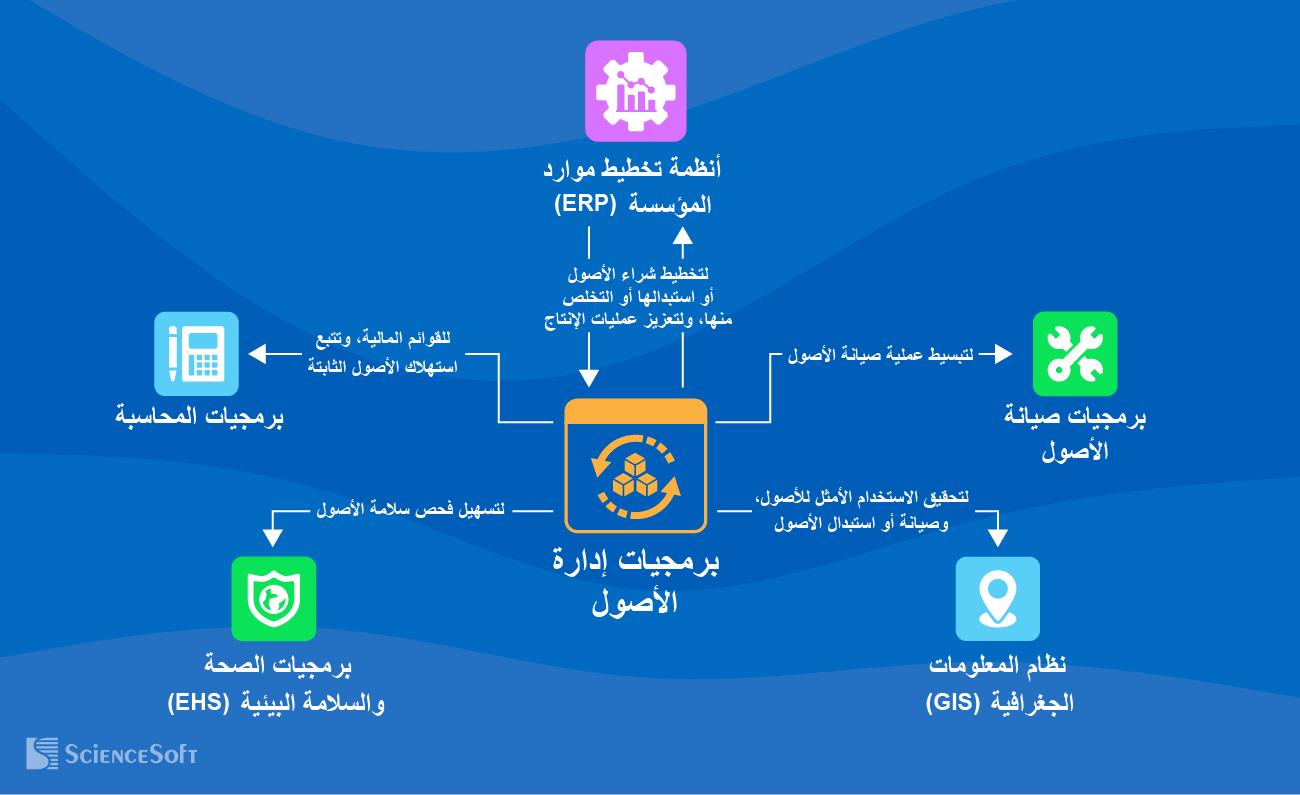 أنظمة تخطيط موارد
المؤسسة (ERP)
لتخطيط شراء الأصول
أو استبدالها أو التخلص
منها، ولتعزيز عمليات الإنتاج
لتبسيط عملية صيانة الأصول
برمجيات صيانة
الأصول
للقوائم المالية، وتتبع
استهلاك الأصول الثابتة
برمجيات المحاسبة
لتحقيق الاستخدام الأمثل للأصول،
وصيانة أو استبدال الأصول
نظام المعلومات
الجغرافية (GIS)
لتسهيل فحص سلامة الأصول
برمجيات الصحة
والسلامة البيئية (EHS)
برمجيات إدارة
الأصول
ScienceSoft